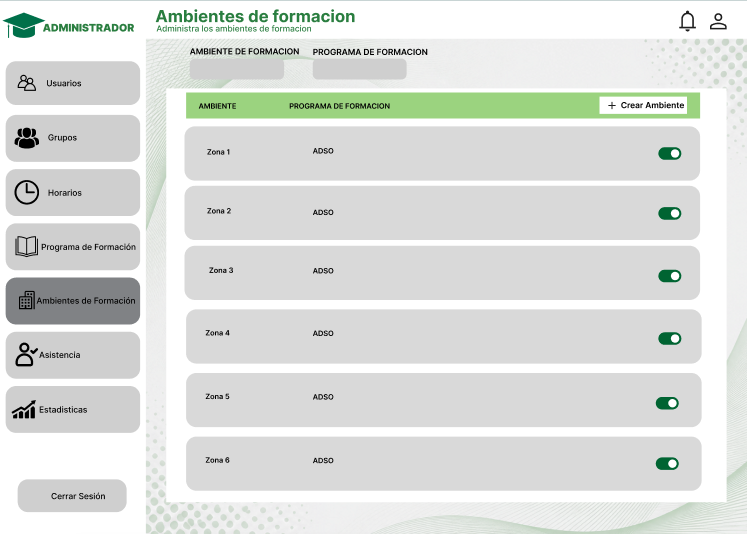 ADMINISTRADOR
Ambientes de formacion
Administra los ambientes de formacion
Usuarios
Grupos
Horarios
Programa de Formación
Ambientes de Formación
Asistencia
Estadisticas
Cerrar Sesión
AMBIENTE DE FORMACION PROGRAMA DE FORMACION
AMBIENTE PROGRAMA DE FORMACION + Crear Ambiente
Zona 1 ADSO
Zona 2 ADSO
Zona 3 ADSO
Zona 4 ADSO
Zona 5 ADSO
Zona 6 ADSO